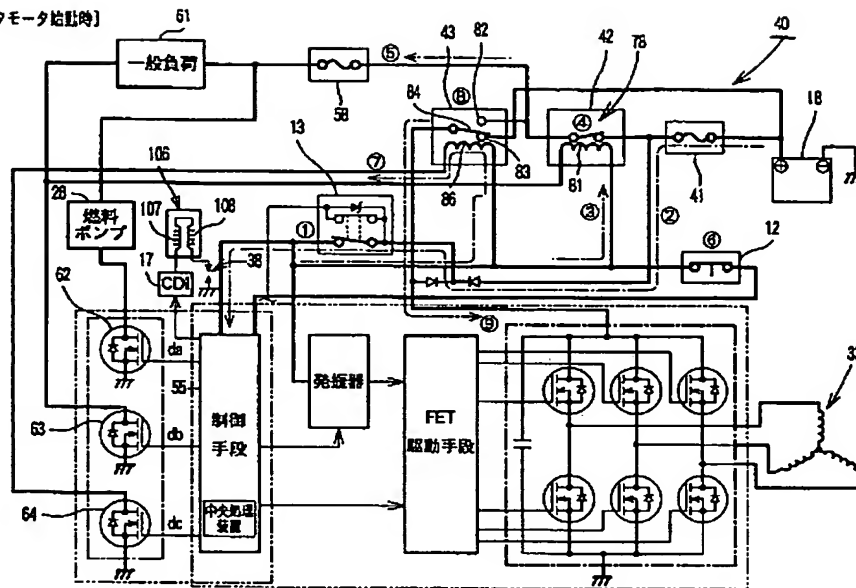 タモータ始動時]
61
一般負荷
58
⑤
43
82
84
⑧
42
78
40
④
18
⊕
⊖
13
83
⑦
86
81
41
106
28
燃料
ポンプ
107
108
①
③
②
⑥
12
17
CDi
38
62
⑨
da
55
制御
手段
発振器
FET
駆動手段
63
db
64
dc
中央処理
装置